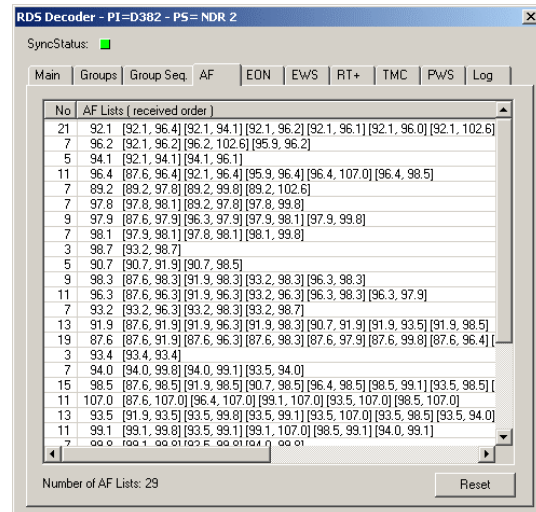 RDS Decoder - PI=D382 - PS= NDR 2
SyncStatus:
Main Groups Group Seq. AF EON EWS RT+ TMC PWS Log
No AF Lists ( received order )
21 92.1 [92.1, 96.4] [92.1, 94.1] [92.1, 96.2] [92.1, 96.1] [92.1, 96.0] [92.1, 102.6]
7 96.2 [92.1, 96.2] [96.2, 102.6] [95.9, 96.2]
5 94.1 [92.1, 94.1] [94.1, 96.1]
11 96.4 [87.6, 96.4] [92.1, 96.4] [95.9, 96.4] [96.4, 107.0] [96.4, 98.5]
7 89.2 [89.2, 97.8] [89.2, 99.8] [89.2, 102.6]
7 97.8 [97.8, 98.1] [89.2, 97.8] [97.8, 99.8]
9 97.9 [87.6, 97.9] [96.3, 97.9] [97.9, 98.1] [97.9, 99.8]
7 98.1 [97.9, 98.1] [97.8, 98.1] [98.1, 99.8]
3 98.7 [93.2, 98.7]
5 90.7 [90.7, 91.9] [90.7, 98.5]
9 98.3 [87.6, 98.3] [91.9, 98.3] [93.2, 98.3] [96.3, 98.3]
11 96.3 [87.6, 96.3] [91.9, 96.3] [93.2, 96.3] [96.3, 98.3] [96.3, 97.9]
7 93.2 [93.2, 96.3] [93.2, 98.3] [93.2, 98.7]
13 91.9 [87.6, 91.9] [91.9, 96.3] [91.9, 98.3] [90.7, 91.9] [91.9, 93.5] [91.9, 98.5]
19 87.6 [87.6, 91.9] [87.6, 96.3] [87.6, 98.3] [87.6, 97.9] [87.6, 99.8] [87.6, 96.4] [
3 93.4 [93.4, 93.4]
7 94.0 [94.0, 99.8] [94.0, 99.1] [93.5, 94.0]
15 98.5 [87.6, 98.5] [91.9, 98.5] [90.7, 98.5] [96.4, 98.5] [98.5, 99.1] [93.5, 98.5] [
11 107.0 [87.6, 107.0] [96.4, 107.0] [99.1, 107.0] [93.5, 107.0] [98.5, 107.0]
13 93.5 [91.9, 93.5] [93.5, 99.8] [93.5, 99.1] [93.5, 107.0] [93.5, 98.5] [93.5, 94.0]
11 99.1 [99.1, 99.8] [93.5, 99.1] [99.1, 107.0] [98.5, 99.1] [94.0, 99.1]
7 99.8 [99.1, 99.8] [93.5, 99.8] [94.0, 99.8]
Number of AF Lists: 29
Reset